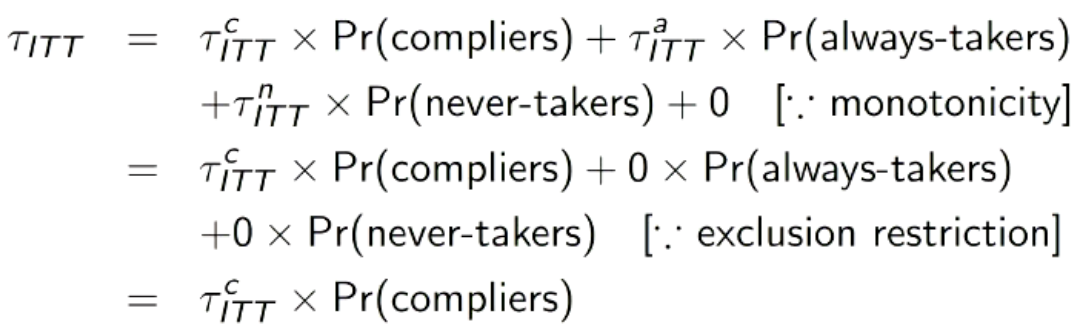 τ_ITT = τ^c_ITT × Pr(compliers) + τ^a_ITT × Pr(always-takers)
+τ^n_ITT × Pr(never-takers) + 0 [∵ monotonicity]
= τ^c_ITT × Pr(compliers) + 0 × Pr(always-takers)
+0 × Pr(never-takers) [∵ exclusion restriction]
= τ^c_ITT × Pr(compliers)